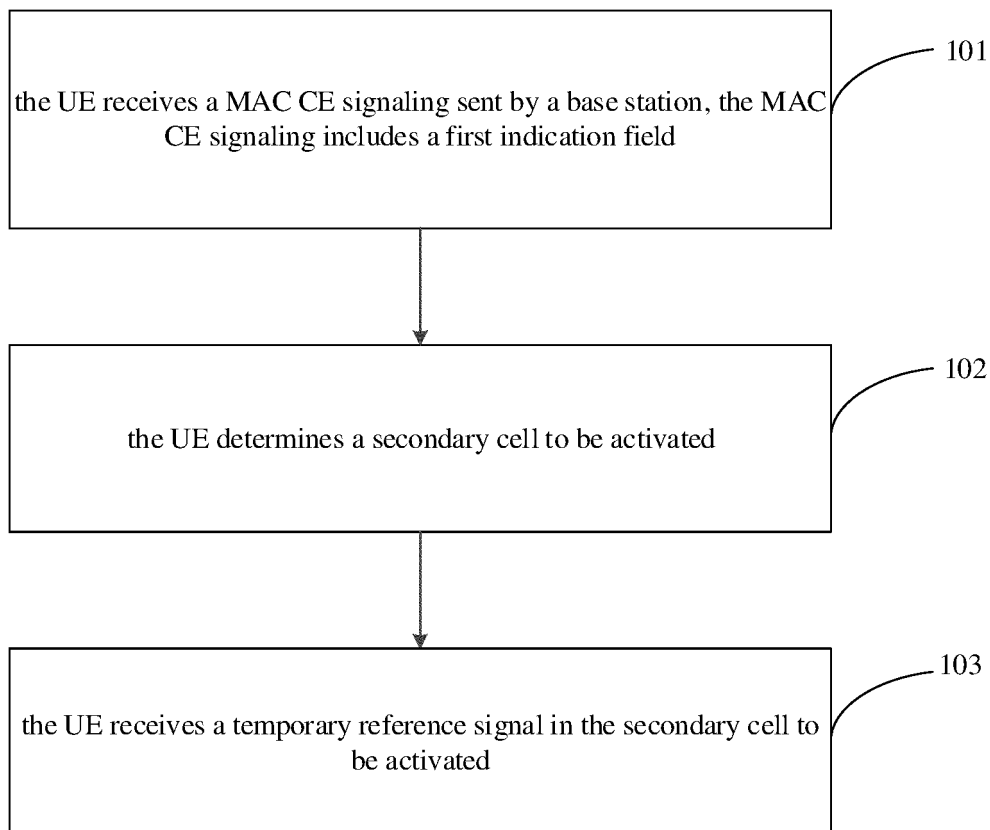 the UE receives a MAC CE signaling sent by a base station, the MAC
CE signaling includes a first indication field
101
the UE determines a secondary cell to be activated
102
the UE receives a temporary reference signal in the secondary cell to
be activated
103